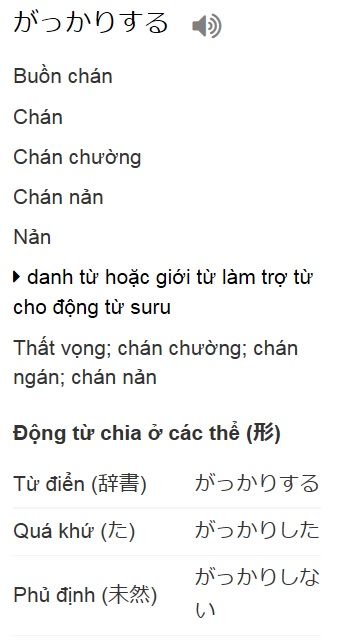 がっかりする
Buồn chán
Chán
Chán chường
Chán nản
Nản
danh từ hoặc giới từ làm trợ từ
cho động từ suru
Thất vọng; chán chường; chán
ngán; chán nản
Động từ chia ở các thể (形)
Từ điển (辞書) がっかりする
Quá khứ (た) がっかりした
Phủ định (未然) がっかりしな
い